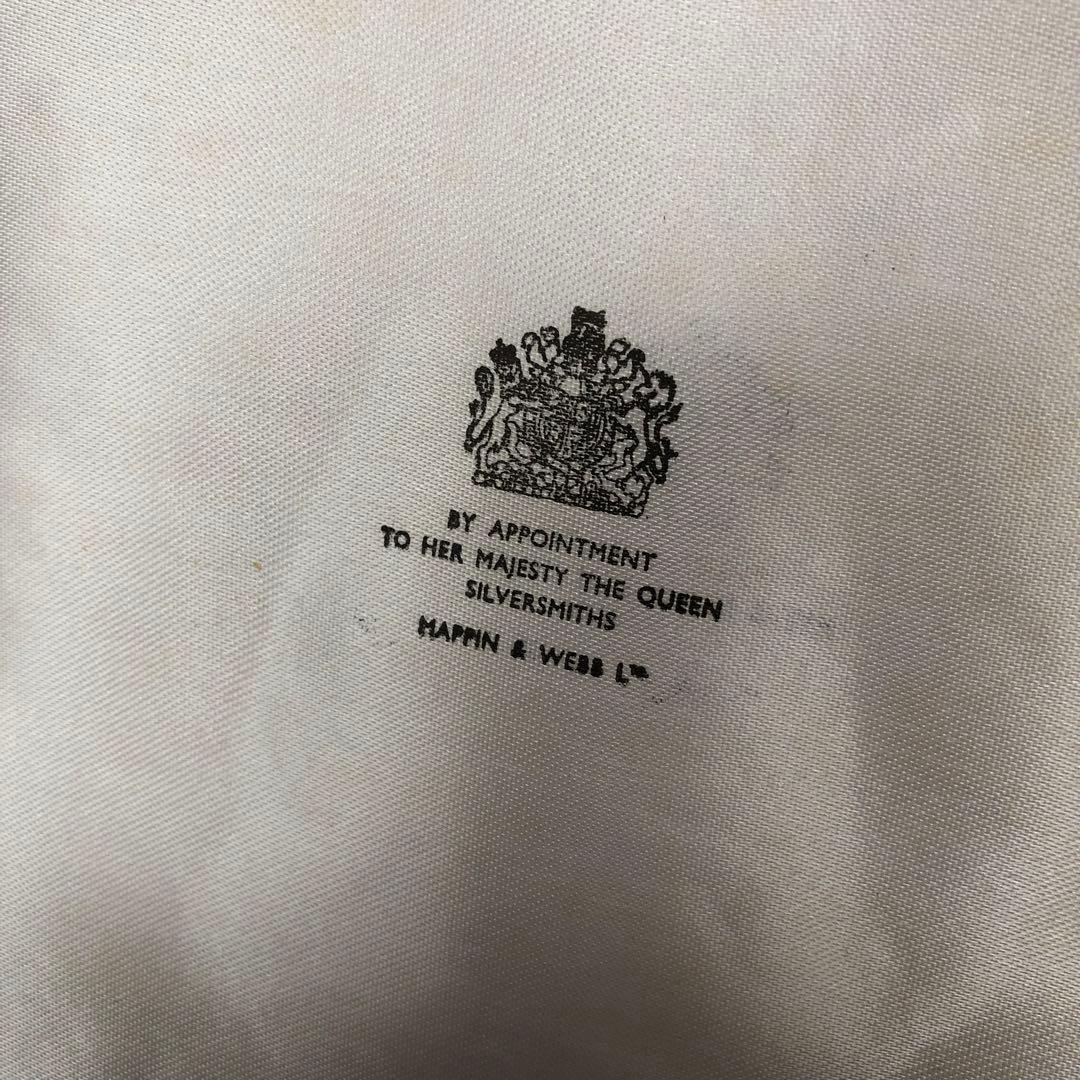 BY APPOINTMENT
TO HER MAJESTY THE QUEEN
SILVERSMITHS
MAPPIN & WEBB LTD.